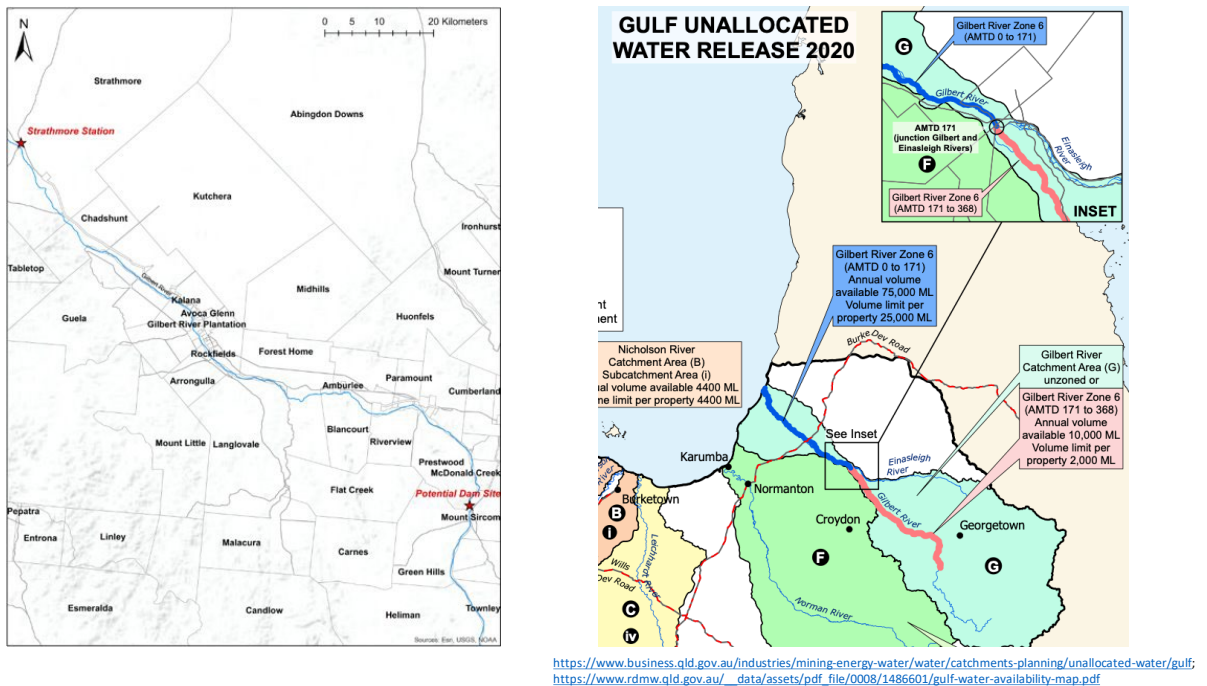 N
0 5 10 20 Kilometers
Strathmore
Abingdon Downs
Strathmore Station
Kutchera
Chadshunt
Ironhurst
Tabletop
Mount Turner
Gilbert River
Midhills
Kalana
Guela
Avoca Glenn
Huonfels
Gilbert River Plantation
Rockfields
Forest Home
Arrongulla
Paramount
Amburlee
Cumberland
Blancourt
Mount Little
Langlovale
Riverview
Prestwood
McDonald Creek
Flat Creek
Potential Dam Site
Pepatra
Mount Sircom
Entrona
Linley
Malacura
Carnes
Green Hills
Esmeralda
Candlow
Heliman
Townley
Sources: Esri, USGS, NOAA
GULF UNALLOCATED
WATER RELEASE 2020
Gilbert River Zone 6
(AMTD 0 to 171)
G
Gilbert River
AMTD 171
(junction Gilbert and
Einasleigh Rivers)
Einasleigh
River
F
Gilbert River Zone 6
(AMTD 171 to 368)
INSET
Gilbert River Zone 6
(AMTD 0 to 171)
Annual volume
available 75,000 ML
Volume limit per
property 25,000 ML
nt
ment
Burke Dev Road
Nicholson River
Catchment Area (B)
Subcatchment Area (i)
ual volume available 4400 ML
me limit per property 4400 ML
Gilbert River
Catchment Area (G)
unzoned or
Gilbert River Zone 6
(AMTD 171 to 368)
Annual volume
available 10,000 ML
Volume limit per
property 2,000 ML
See Inset
Karumba
Einasleigh
River
River
Burketown
Normanton
Gilbert River
B
i
Croydon
Georgetown
Leichhardt River
F
G
Wills
Dev Road
C
Norman River
iv
https://www.business.qld.gov.au/industries/mining-energy-water/water/catchments-planning/unallocated-water/gulf;
https://www.rdmw.qld.gov.au/__data/assets/pdf_file/0008/1486601/gulf-water-availability-map.pdf